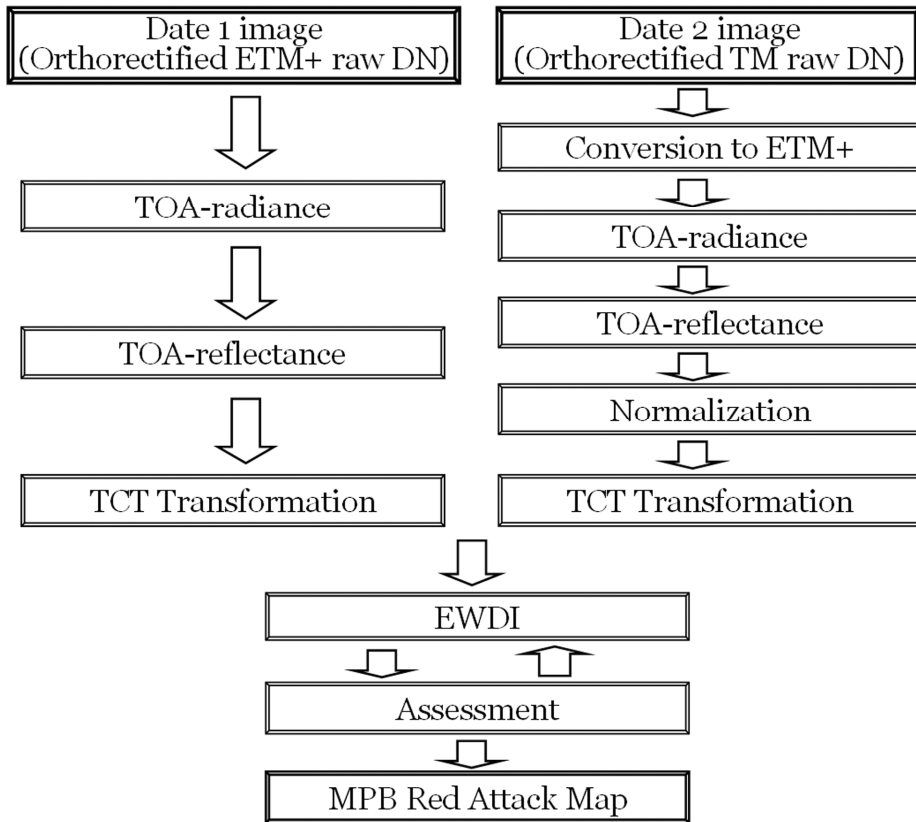 Date 1 image
(Orthorectified ETM+ raw DN)
TOA-radiance
TOA-reflectance
TCT Transformation
Date 2 image
(Orthorectified TM raw DN)
Conversion to ETM+
TOA-radiance
TOA-reflectance
Normalization
TCT Transformation
EWDI
Assessment
MPB Red Attack Map